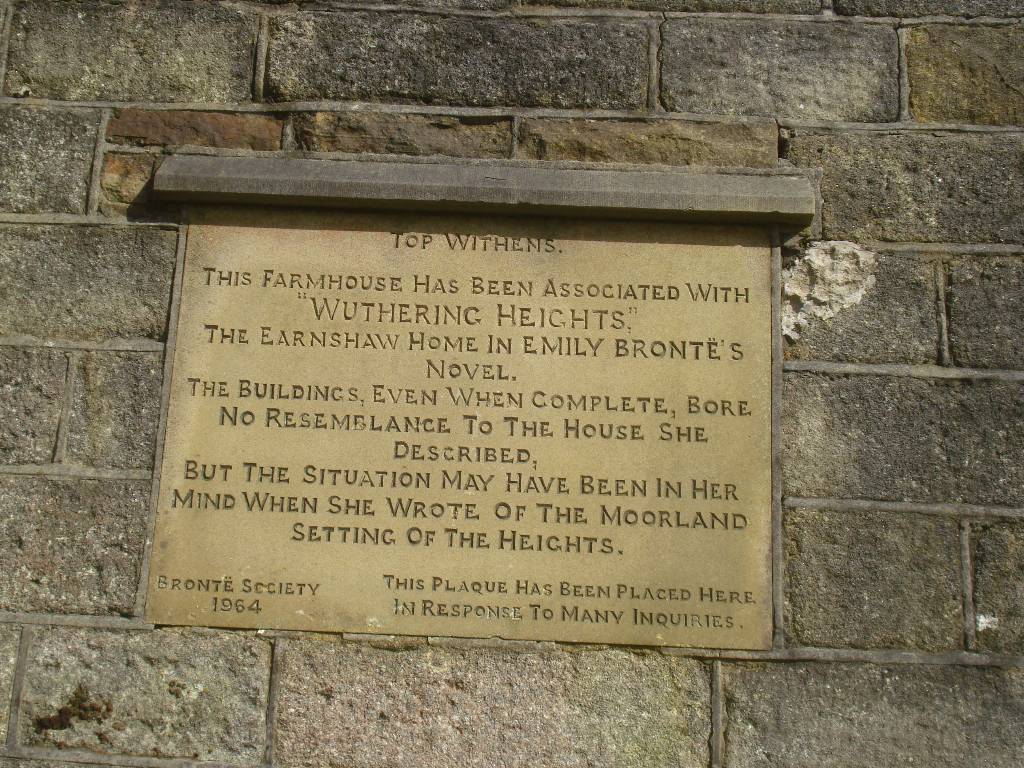 TOP WITHENS.
THIS FARMHOUSE HAS BEEN ASSOCIATED WITH
"WUTHERING HEIGHTS,"
THE EARNSHAW HOME IN EMILY BRONTË'S
NOVEL.
THE BUILDINGS, EVEN WHEN COMPLETE, BORE
NO RESEMBLANCE TO THE HOUSE SHE
DESCRIBED,
BUT THE SITUATION MAY HAVE BEEN IN HER
MIND WHEN SHE WROTE OF THE MOORLAND
SETTING OF THE HEIGHTS.
BRONTË SOCIETY
1964
THIS PLAQUE HAS BEEN PLACED HERE
IN RESPONSE TO MANY INQUIRIES.